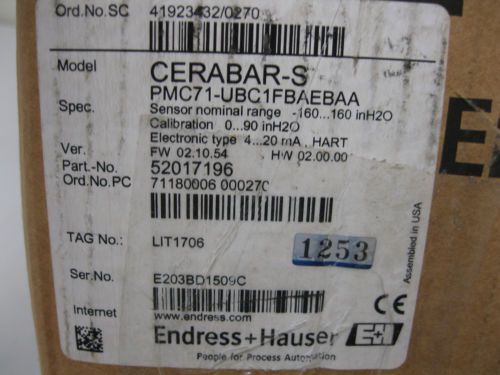 Ord.No.SC 41923432/0270
Model CERABAR-S
PMC71-UBC1FBAEBAA
Spec. Sensor nominal range -160...160 inH2O
Calibration 0...90 inH2O
Electronic type 4...20 mA , HART
Ver. FW 02.10.54 HW 02.00.00
Part.-No. 52017196
Ord.No.PC 71180006 000270
TAG No.: LIT1706
1253
Assembled in USA
Ser.No. E203BD1509C
Internet www.endress.com
Endress+Hauser EH
People for Process Automation